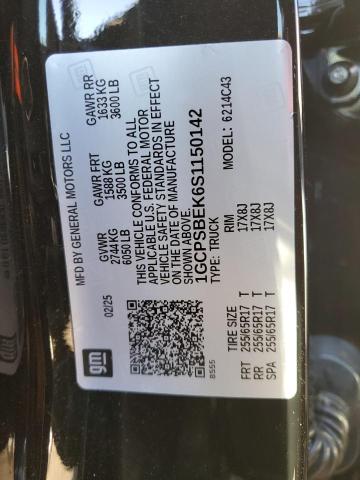 MFD BY GENERAL MOTORS LLC
02/25
GVWR GAWR FRT GAWR RR
2744 KG 1588 KG 1633 KG
6050 LB 3500 LB 3600 LB
THIS VEHICLE CONFORMS TO ALL
APPLICABLE U.S. FEDERAL MOTOR
VEHICLE SAFETY STANDARDS IN EFFECT
ON THE DATE OF MANUFACTURE
SHOWN ABOVE.
1GCPSBEK6S1150142
TYPE: TRUCK MODEL: 6214C43
TIRE SIZE RIM
FRT 255/65R17 T 17X8J
RR 255/65R17 T 17X8J
SPA 255/65R17 T 17X8J
gm
B555